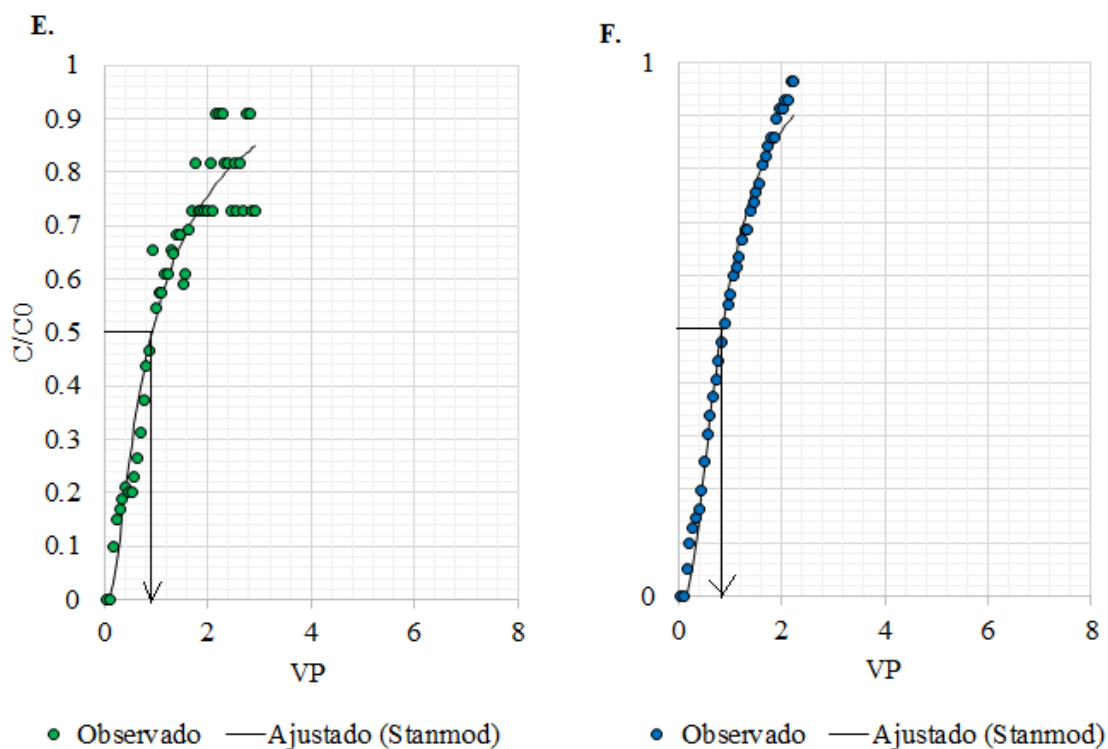 E.
1
0.9
0.8
0.7
0.6
0.5
0.4
0.3
0.2
0.1
0
C/C0
0 2 4 6 8
VP
Observado Ajustado (Stanmod)
F.
1
0
0 2 4 6 8
VP
Observado Ajustado (Stanmod)